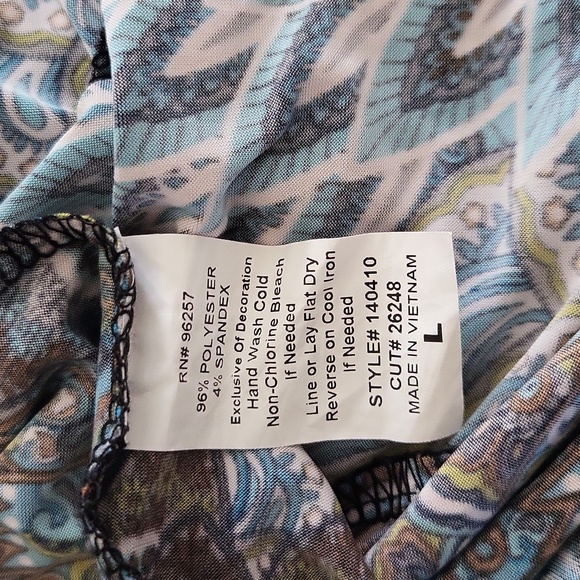 RN# 96257
96% POLYESTER
4% SPANDEX
Exclusive Of Decoration
Hand Wash Cold
Non-Chlorine Bleach
If Needed
Line or Lay Flat Dry
Reverse on Cool Iron
If Needed
STYLE# 140410
CUT# 26248
MADE IN VIETNAM
L